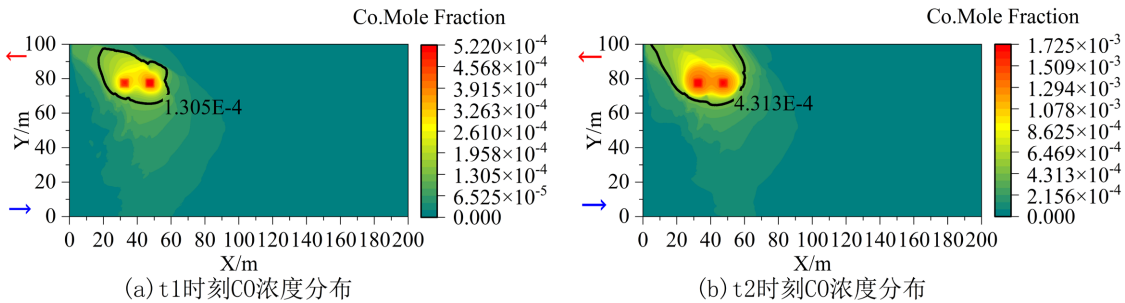 Co.Mole Fraction
5.220×10⁻⁴
4.568×10⁻⁴
3.915×10⁻⁴
3.263×10⁻⁴
2.610×10⁻⁴
1.958×10⁻⁴
1.305×10⁻⁴
6.525×10⁻⁵
0.000
100
80
60
40
20
0
Y/m
1.305E-4
0 20 40 60 80 100 120 140 160 180 200
X/m
(a) t1时刻CO浓度分布
Co.Mole Fraction
1.725×10⁻³
1.509×10⁻³
1.294×10⁻³
1.078×10⁻³
8.625×10⁻⁴
6.469×10⁻⁴
4.313×10⁻⁴
2.156×10⁻⁴
0.000
100
80
60
40
20
0
Y/m
4.313E-4
0 20 40 60 80 100 120 140 160 180 200
X/m
(b) t2时刻CO浓度分布